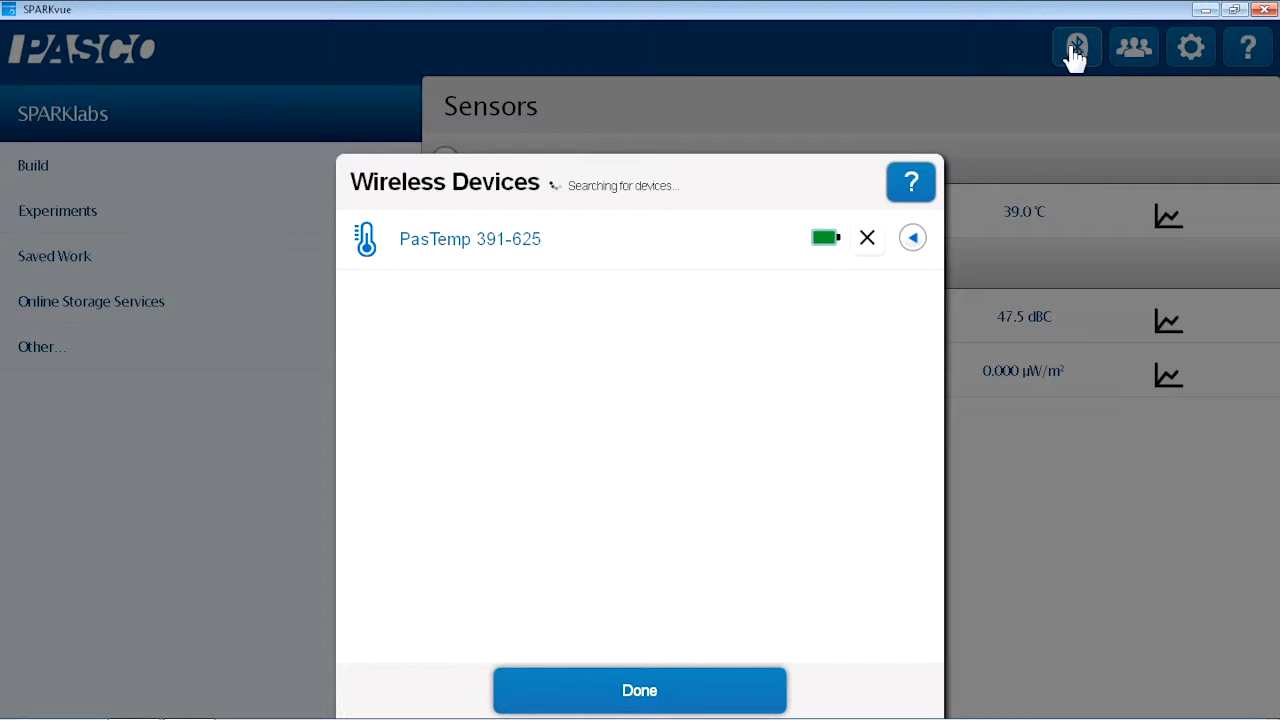 SPARKvue
PASCO
?
SPARKlabs
Sensors
Build
Experiments
Saved Work
Online Storage Services
Other...
Wireless Devices
Searching for devices...
?
PasTemp 391-625
39.0 ℃
47.5 dBC
0.000 µW/m²
Done